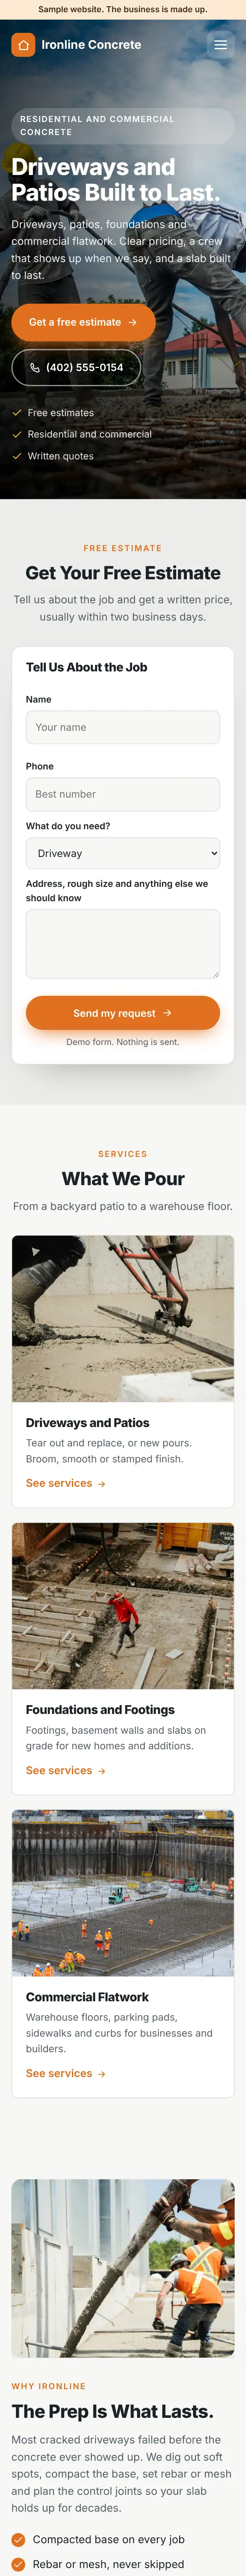 Sample website. The business is made up.
Ironline Concrete
RESIDENTIAL AND COMMERCIAL
CONCRETE
Driveways and
Patios Built to Last.
Driveways, patios, foundations and
commercial flatwork. Clear pricing, a crew
that shows up when we say, and a slab built
to last.
Get a free estimate →
(402) 555-0154
Free estimates
Residential and commercial
Written quotes
FREE ESTIMATE
Get Your Free Estimate
Tell us about the job and get a written price,
usually within two business days.
Tell Us About the Job
Name
Your name
Phone
Best number
What do you need?
Driveway
Address, rough size and anything else we
should know
Send my request →
Demo form. Nothing is sent.
SERVICES
What We Pour
From a backyard patio to a warehouse floor.
Driveways and Patios
Tear out and replace, or new pours.
Broom, smooth or stamped finish.
See services →
Foundations and Footings
Footings, basement walls and slabs on
grade for new homes and additions.
See services →
Commercial Flatwork
Warehouse floors, parking pads,
sidewalks and curbs for businesses and
builders.
See services →
WHY IRONLINE
The Prep Is What Lasts.
Most cracked driveways failed before the
concrete ever showed up. We dig out soft
spots, compact the base, set rebar or mesh
and plan the control joints so your slab
holds up for decades.
Compacted base on every job
Rebar or mesh, never skipped